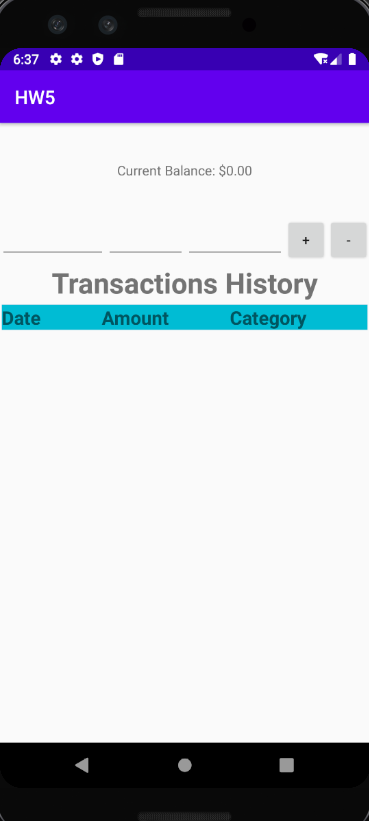 6:37
HW5
Current Balance: $0.00
+ -
Transactions History
Date Amount Category